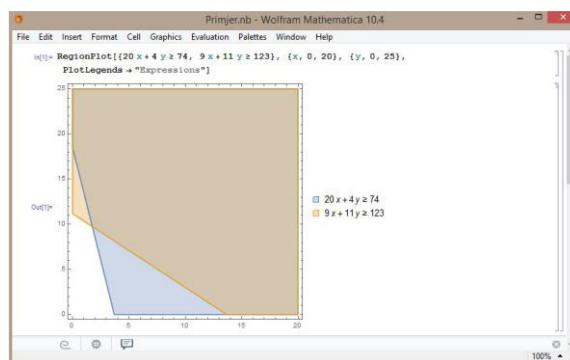 Primjer.nb - Wolfram Mathematica 10.4
File Edit Insert Format Cell Graphics Evaluation Palettes Window Help
In[1]:= RegionPlot[{20 x + 4 y ≥ 74, 9 x + 11 y ≥ 123}, {x, 0, 20}, {y, 0, 25},
PlotLegends → "Expressions"]
25
20
15
Out[1]=
10
5
0
0 5 10 15 20
20 x + 4 y ≥ 74
9 x + 11 y ≥ 123
100%